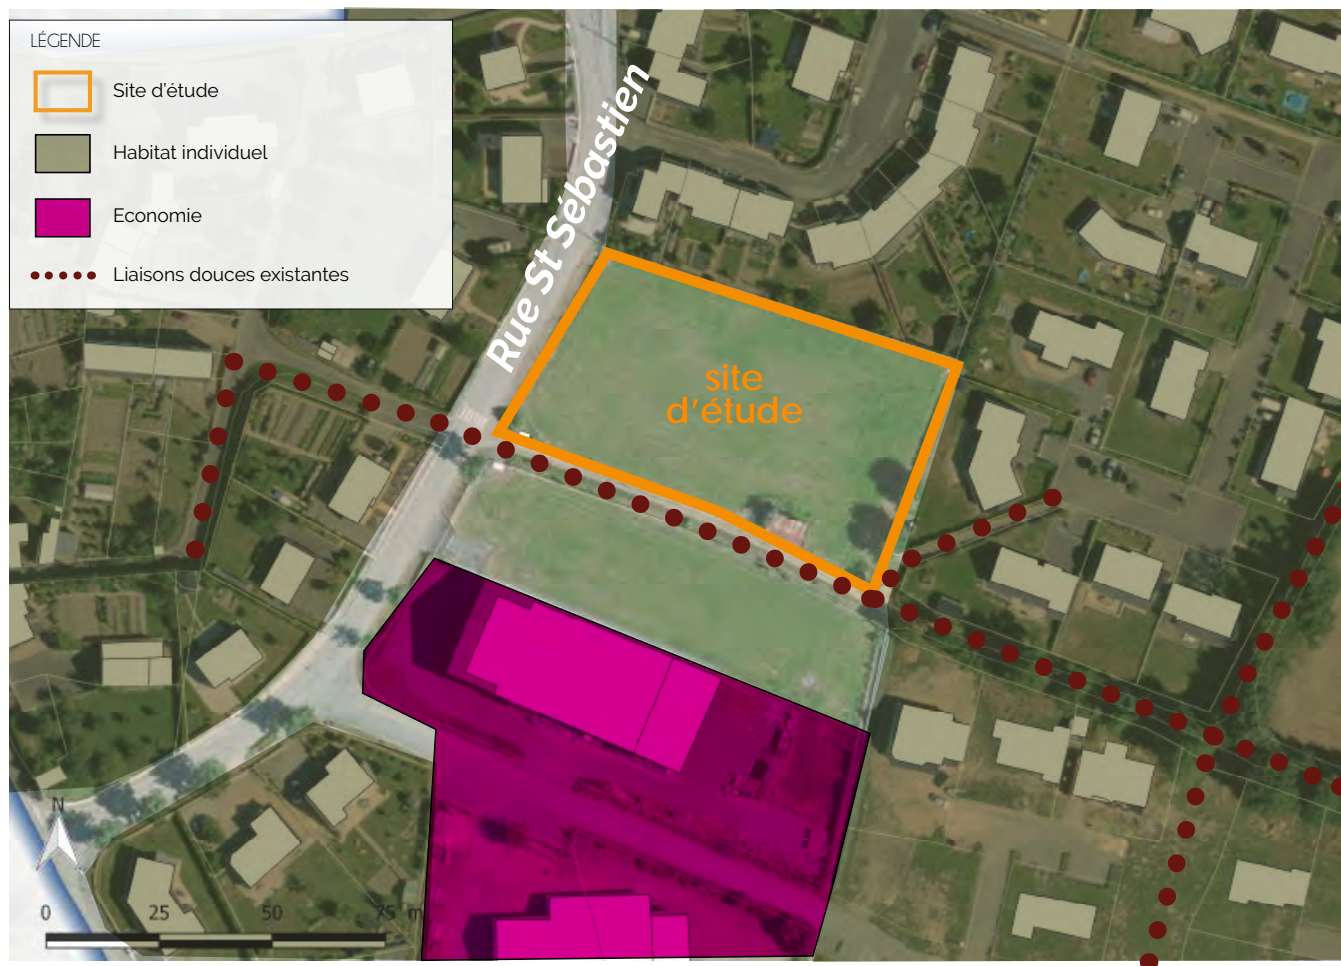 LÉGENDE
Site d'étude
Habitat individuel
Economie
Liaisons douces existantes
Rue St Sébastien
site
d'étude
N
0 25 50 75 m